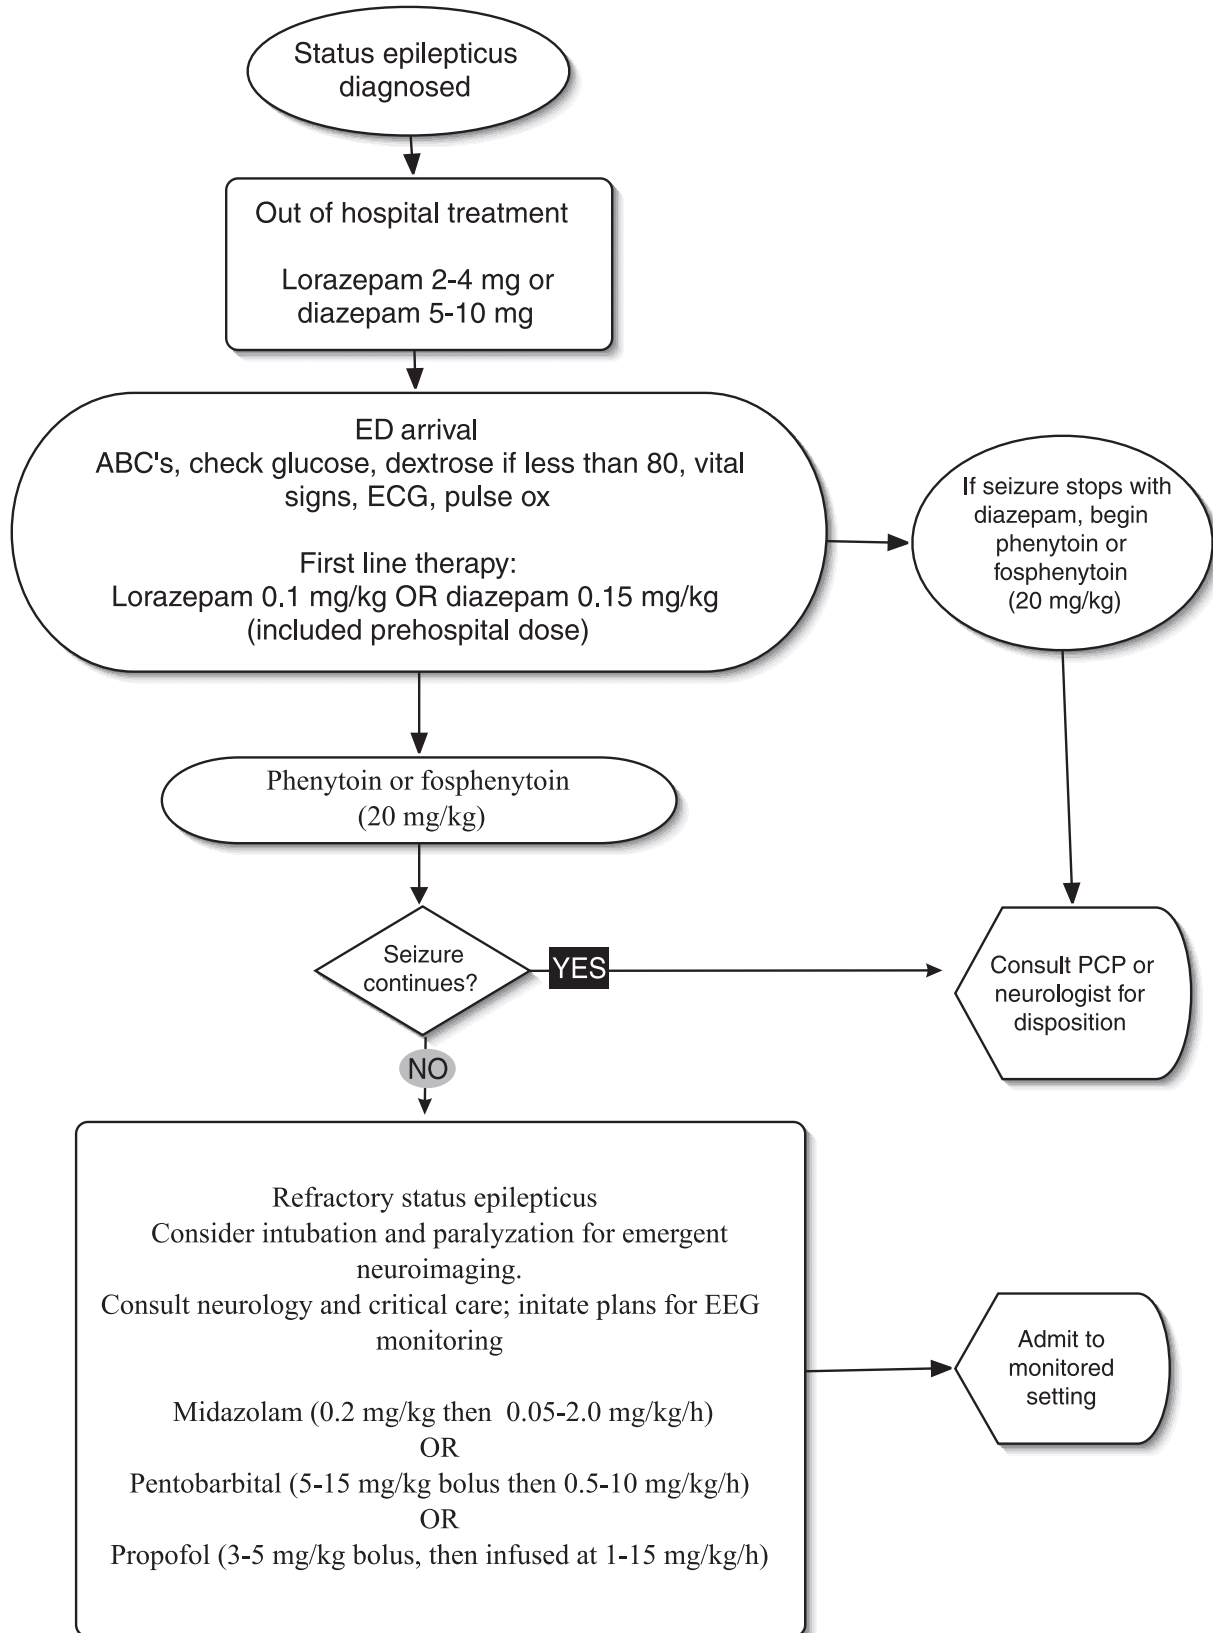 Status epilepticus
diagnosed
Out of hospital treatment
Lorazepam 2-4 mg or
diazepam 5-10 mg
ED arrival
ABC's, check glucose, dextrose if less than 80, vital
signs, ECG, pulse ox
First line therapy:
Lorazepam 0.1 mg/kg OR diazepam 0.15 mg/kg
(included prehospital dose)
If seizure stops with
diazepam, begin
phenytoin or
fosphenytoin
(20 mg/kg)
Phenytoin or fosphenytoin
(20 mg/kg)
Seizure
continues?
YES
Consult PCP or
neurologist for
disposition
NO
Refractory status epilepticus
Consider intubation and paralyzation for emergent
neuroimaging.
Consult neurology and critical care; initate plans for EEG
monitoring
Midazolam (0.2 mg/kg then 0.05-2.0 mg/kg/h)
OR
Pentobarbital (5-15 mg/kg bolus then 0.5-10 mg/kg/h)
OR
Propofol (3-5 mg/kg bolus, then infused at 1-15 mg/kg/h)
Admit to
monitored
setting